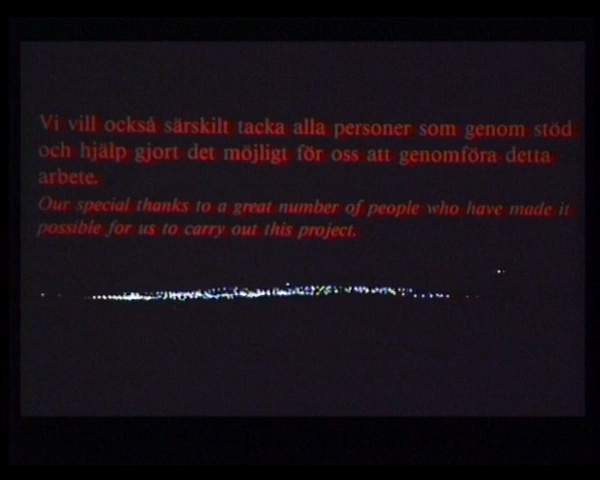 Vi vill också särskilt tacka alla personer som genom stöd
och hjälp gjort det möjligt för oss att genomföra detta
arbete.
Our special thanks to a great number of people who have made it
possible for us to carry out this project.